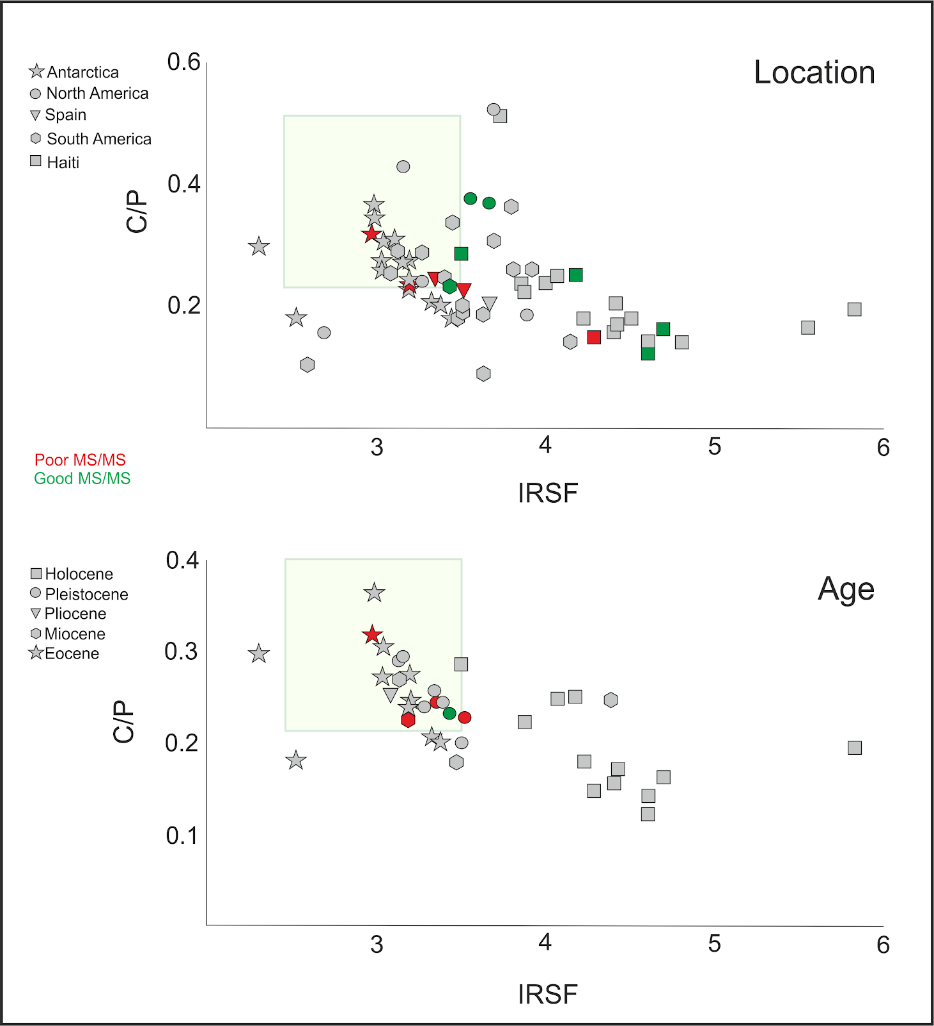 Location
Antarctica
North America
Spain
South America
Haiti
0.6
0.4
0.2
C/P
3 4 5 6
IRSF
Poor MS/MS
Good MS/MS
Age
Holocene
Pleistocene
Pliocene
Miocene
Eocene
0.4
0.3
0.2
0.1
C/P
3 4 5 6
IRSF